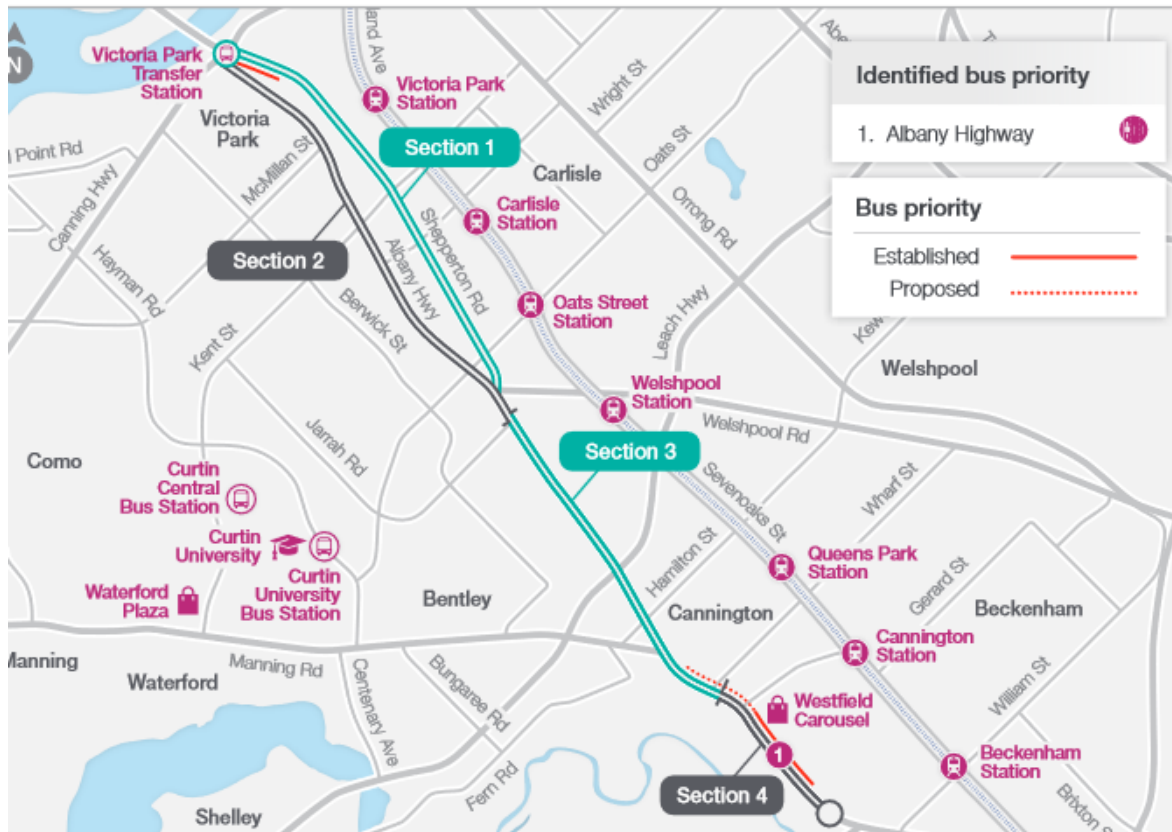 N
Victoria Park
Transfer
Station
Victoria
Park
land Ave
Victoria Park
Station
Wright St
Oats St
Orrong Rd
Identified bus priority
1. Albany Highway
Bus priority
Established
Proposed
l Point Rd
Canning Hwy
McMillan St
Section 1
Carlisle
Carlisle
Station
Section 2
Shepperton Rd
Albany Hwy
Hayman Rd
Berwick St
Kent St
Oats Street
Station
Leach Hwy
Kew
Welshpool
Welshpool
Station
Welshpool Rd
Jarrah Rd
Como
Section 3
Curtin
Central
Bus Station
Curtin
University
Curtin
University
Bus Station
Waterford
Plaza
Sevenoaks St
Wharf St
Queens Park
Station
Hamilton St
Gerard St
Bentley
Cannington
Beckenham
Cannington
Station
Manning
Manning Rd
Waterford
Centenary Ave
Bungaree Rd
William St
Westfield
Carousel
1
Beckenham
Station
Section 4
Fern Rd
Shelley
Brixton S